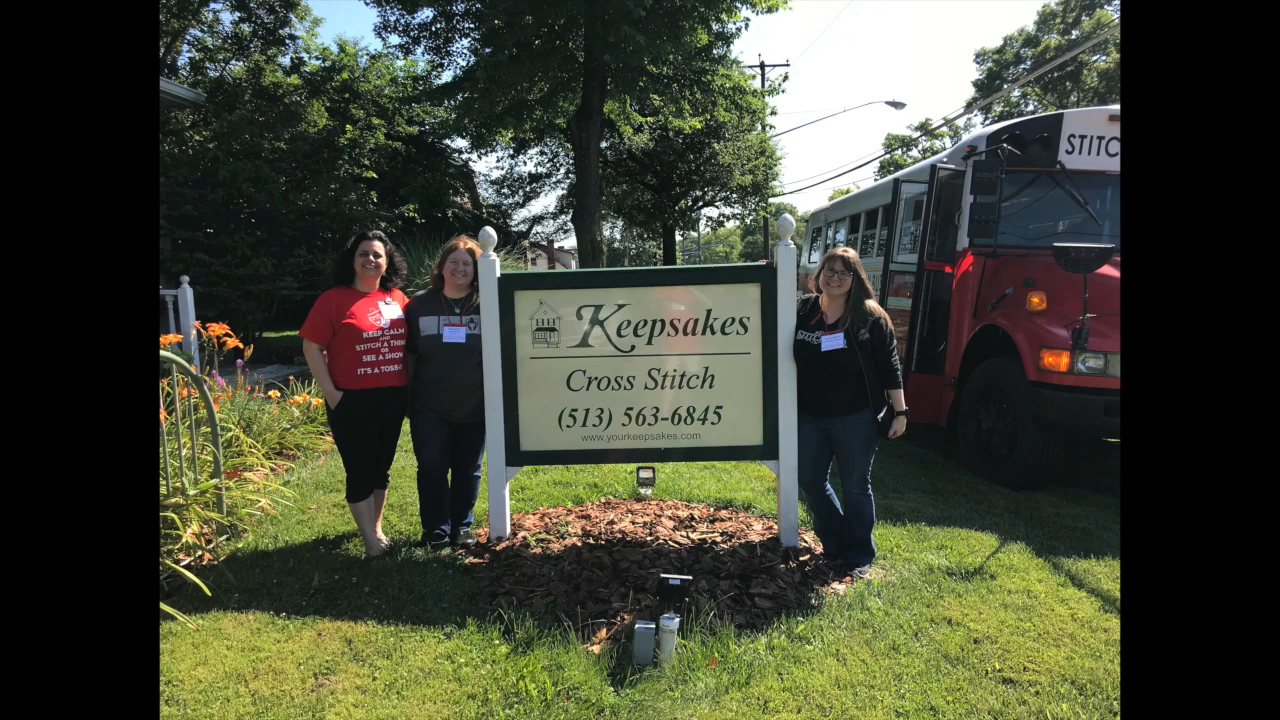 STITC
Keepsakes
Cross Stitch
(513) 563-6845
www.yourkeepsakes.com
KEEP CALM
AND
STITCH A THING
OR
SEE A SHOW
IT'S A TOSS-